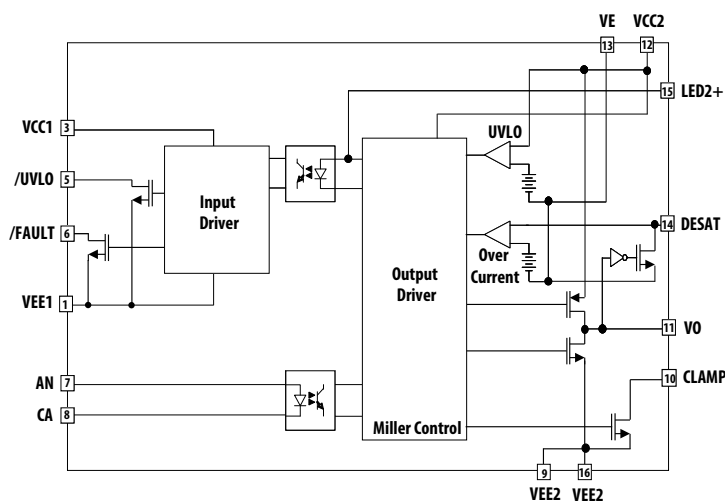 VE VCC2
13 12
15 LED2+
VCC1
3
UVLO
/UVLO
5
Input
Driver
/FAULT
6
14 DESAT
Over
Current
Output
Driver
VEE1
1
11 VO
AN
7
10 CLAMP
CA
8
Miller Control
9 16
VEE2 VEE2